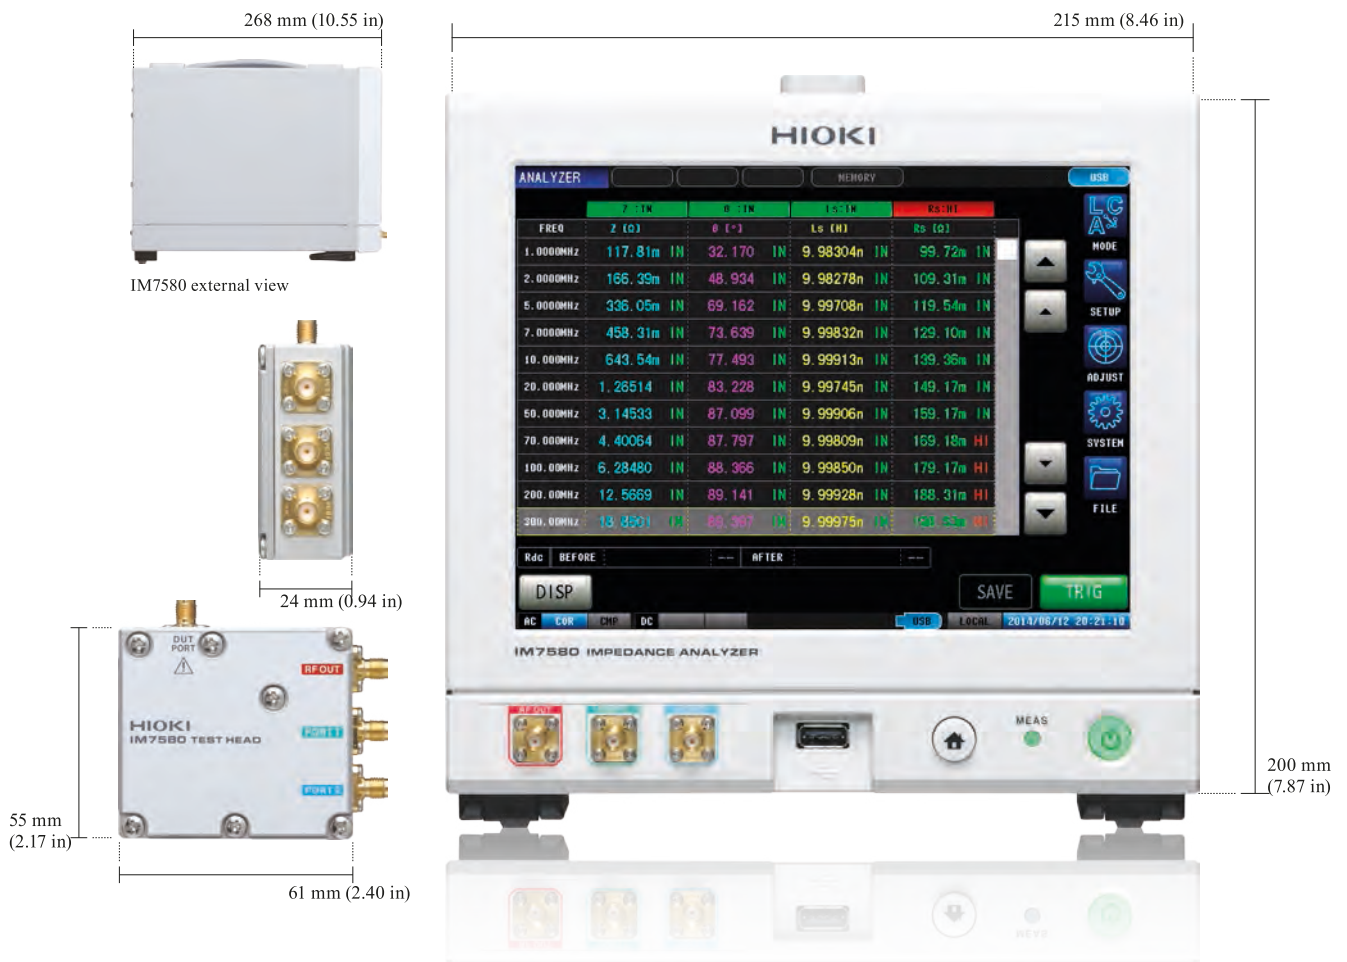 268 mm (10.55 in)
215 mm (8.46 in)
IM7580 external view
HIOKI
ANALYZER
MEMORY
USB
Z :IN
θ :IN
Ls:IN
Rs:HI
FREQ Z [Ω] θ [°] Ls [H] Rs [Ω]
1.0000MHz 117.81m IN 32.170 IN 9.98304n IN 99.72m IN
2.0000MHz 166.39m IN 48.934 IN 9.98278n IN 109.31m IN
5.0000MHz 336.05m IN 69.162 IN 9.99708n IN 119.54m IN
7.0000MHz 458.31m IN 73.639 IN 9.99832n IN 129.10m IN
10.000MHz 643.54m IN 77.493 IN 9.99913n IN 139.36m IN
20.000MHz 1.26514 IN 83.228 IN 9.99745n IN 149.17m IN
50.000MHz 3.14533 IN 87.099 IN 9.99906n IN 159.17m IN
70.000MHz 4.40064 IN 87.797 IN 9.99809n IN 169.18m HI
100.00MHz 6.28480 IN 88.366 IN 9.99850n IN 179.17m HI
200.00MHz 12.5669 IN 89.141 IN 9.99928n IN 188.31m HI
300.00MHz IN IN 9.99975n IN HI
MODE
SETUP
ADJUST
SYSTEM
FILE
Rdc BEFORE -- AFTER --
DISP
SAVE
TRIG
AC COR CMP DC USB LOCAL 2014/06/12 20:21:10
IM7580 IMPEDANCE ANALYZER
RF OUT
MEAS
200 mm
(7.87 in)
24 mm (0.94 in)
DUT
PORT
RF OUT
HIOKI
IM7580 TEST HEAD
PORT 1
PORT 2
55 mm
(2.17 in)
61 mm (2.40 in)